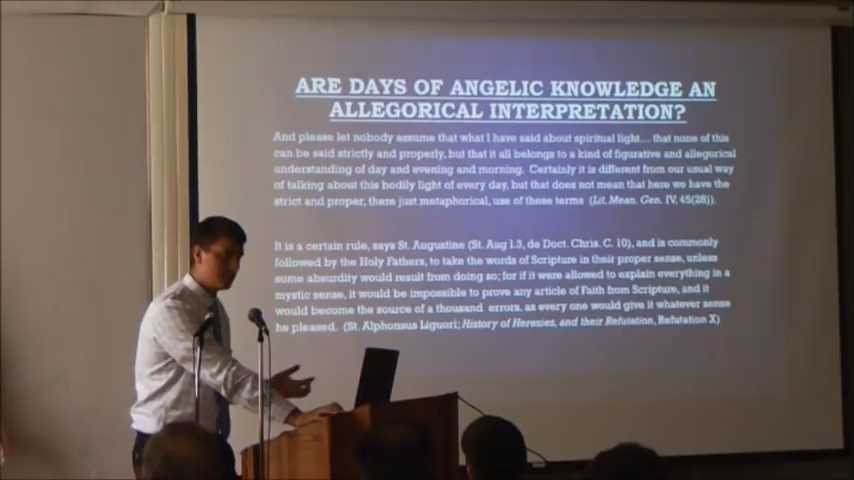 ARE DAYS OF ANGELIC KNOWLEDGE AN
ALLEGORICAL INTERPRETATION?
And please let nobody assume that what I have said about spiritual light.... that none of this
can be said strictly and properly, but that it all belongs to a kind of figurative and allegorical
understanding of day and evening and morning. Certainly it is different from our usual way
of talking about this bodily light of every day, but that does not mean that here we have the
strict and proper, there just metaphorical, use of these terms (Lit. Mean. Gen. IV, 45(28)).
It is a certain rule, says St. Augustine (St. Aug 1.3, de Doct. Chris. C. 10), and is commonly
followed by the Holy Fathers, to take the words of Scripture in their proper sense, unless
some absurdity would result from doing so; for if it were allowed to explain everything in a
mystic sense, it would be impossible to prove any article of Faith from Scripture, and it
would become the source of a thousand errors, as every one would give it whatever sense
he pleased. (St. Alphonsus Liguori; History of Heresies, and their Refutation, Refutation X)